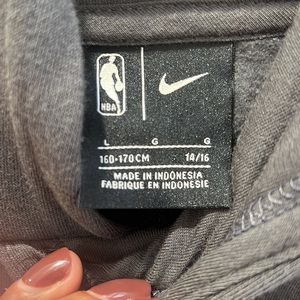 NBA
L G G
160-170CM 14/16
MADE IN INDONESIA
FABRIQUE EN INDONESIE